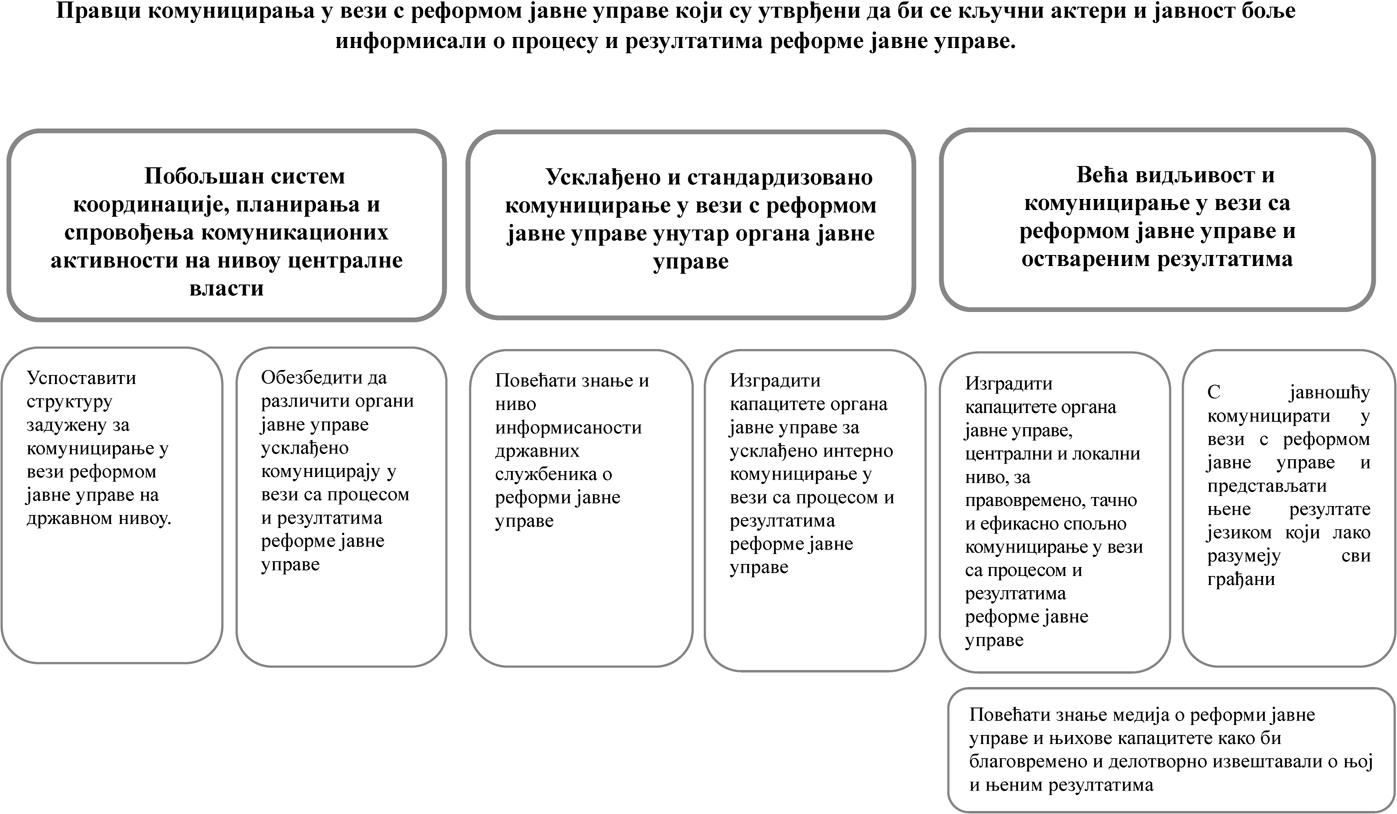 Правци комуницирања у вези с реформом јавне управе који су утврђени да би се кључни актери и јавност боље
информисали о процесу и резултатима реформе јавне управе.
Побољшан систем
координације, планирања и
спровођења комуникационих
активности на нивоу централне
власти
Усклађено и стандардизовано
комуницирање у вези с реформом
јавне управе унутар органа јавне
управе
Већа видљивост и
комуницирање у вези са
реформом јавне управе и
оствареним резултатима
Успоставити
структуру
задужену за
комуницирање у
вези реформом
јавне управе на
државном нивоу.
Обезбедити да
различити органи
јавне управе
усклађено
комуницирају у
вези са процесом
и резултатима
реформе јавне
управе
Повећати знање и
ниво
информисаности
државних
службеника о
реформи јавне
управе
Изградити
капацитете органа
јавне управе за
усклађено интерно
комуницирање у
вези са процесом и
резултатима
реформе јавне
управе
Изградити
капацитете органа
јавне управе,
централни и локални
ниво, за
правовремено, тачно
и ефикасно спољно
комуницирање у вези
са процесом и
резултатима
реформе јавне
управе
С јавношћу
комуницирати у
вези с реформом
јавне управе и
представљати
њене резултате
језиком који лако
разумеју сви
грађани
Повећати знање медија о реформи јавне
управе и њихове капацитете како би
благовремено и делотворно извештавали о њој
и њеним резултатима